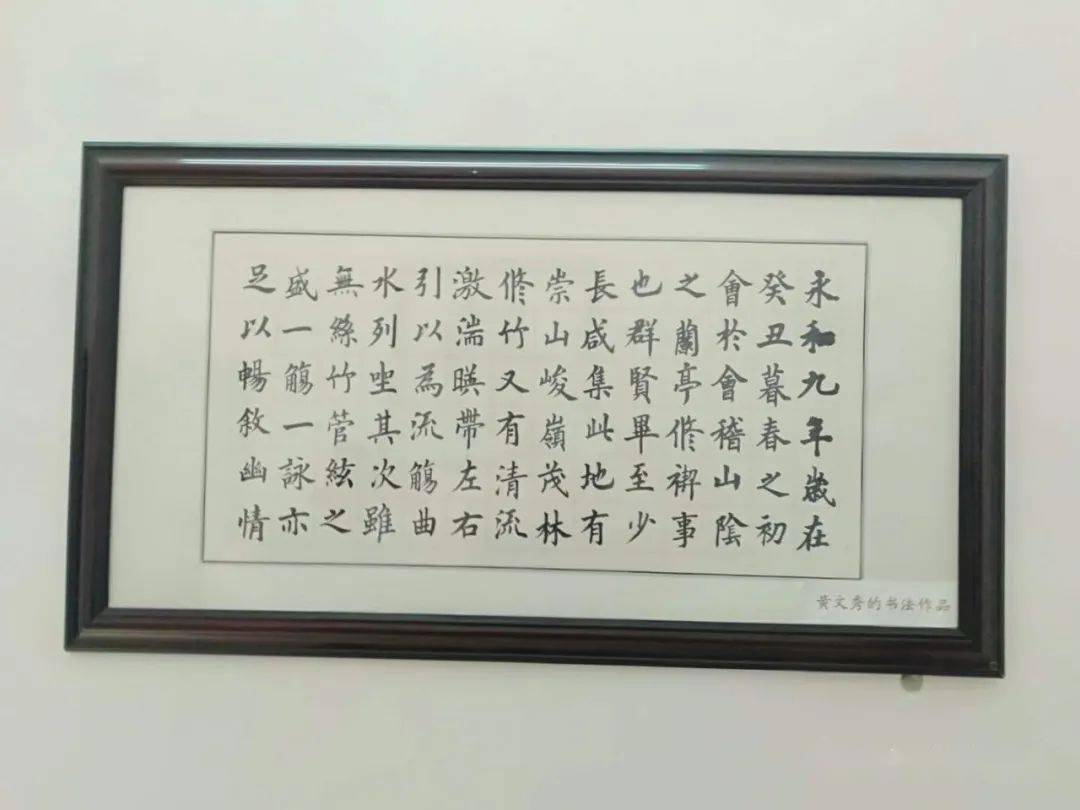 永和九年歲在
癸丑暮春之初
會於會稽山陰
之蘭亭修禊事
也群賢畢至少
長咸集此地有
崇山峻嶺茂林
修竹又有清流
激湍暎帶左右
引以為流觴曲
水列坐其次雖
無絲竹管絃之
盛一觴一詠亦
足以暢敘幽情
黄文秀的书法作品